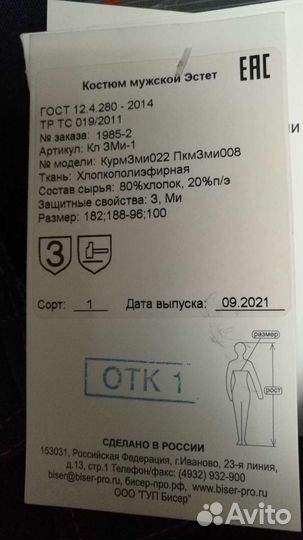 Костюм мужской Эстет
ЕАС
ГОСТ 12.4.280 - 2014
ТР ТС 019/2011
№ заказа: 1985-2
Артикул: Кл ЗМи-1
№ модели: КурмЗми022 ПкмЗми008
Ткань: Хлопкополиэфирная
Состав сырья: 80%хлопок, 20%п/э
Защитные свойства: З, Ми
Размер: 182;188-96;100
З
Сорт: 1 Дата выпуска: 09.2021
размер
рост
ОТК 1
СДЕЛАНО В РОССИИ
153031, Российская Федерация, г.Иваново, 23-я линия,
д.13, стр.1 Телефон/факс: (4932) 932-900
biser@biser-pro.ru, бисер-про.рф, www.biser-pro.ru
ООО "ГУП Бисер"
Avito